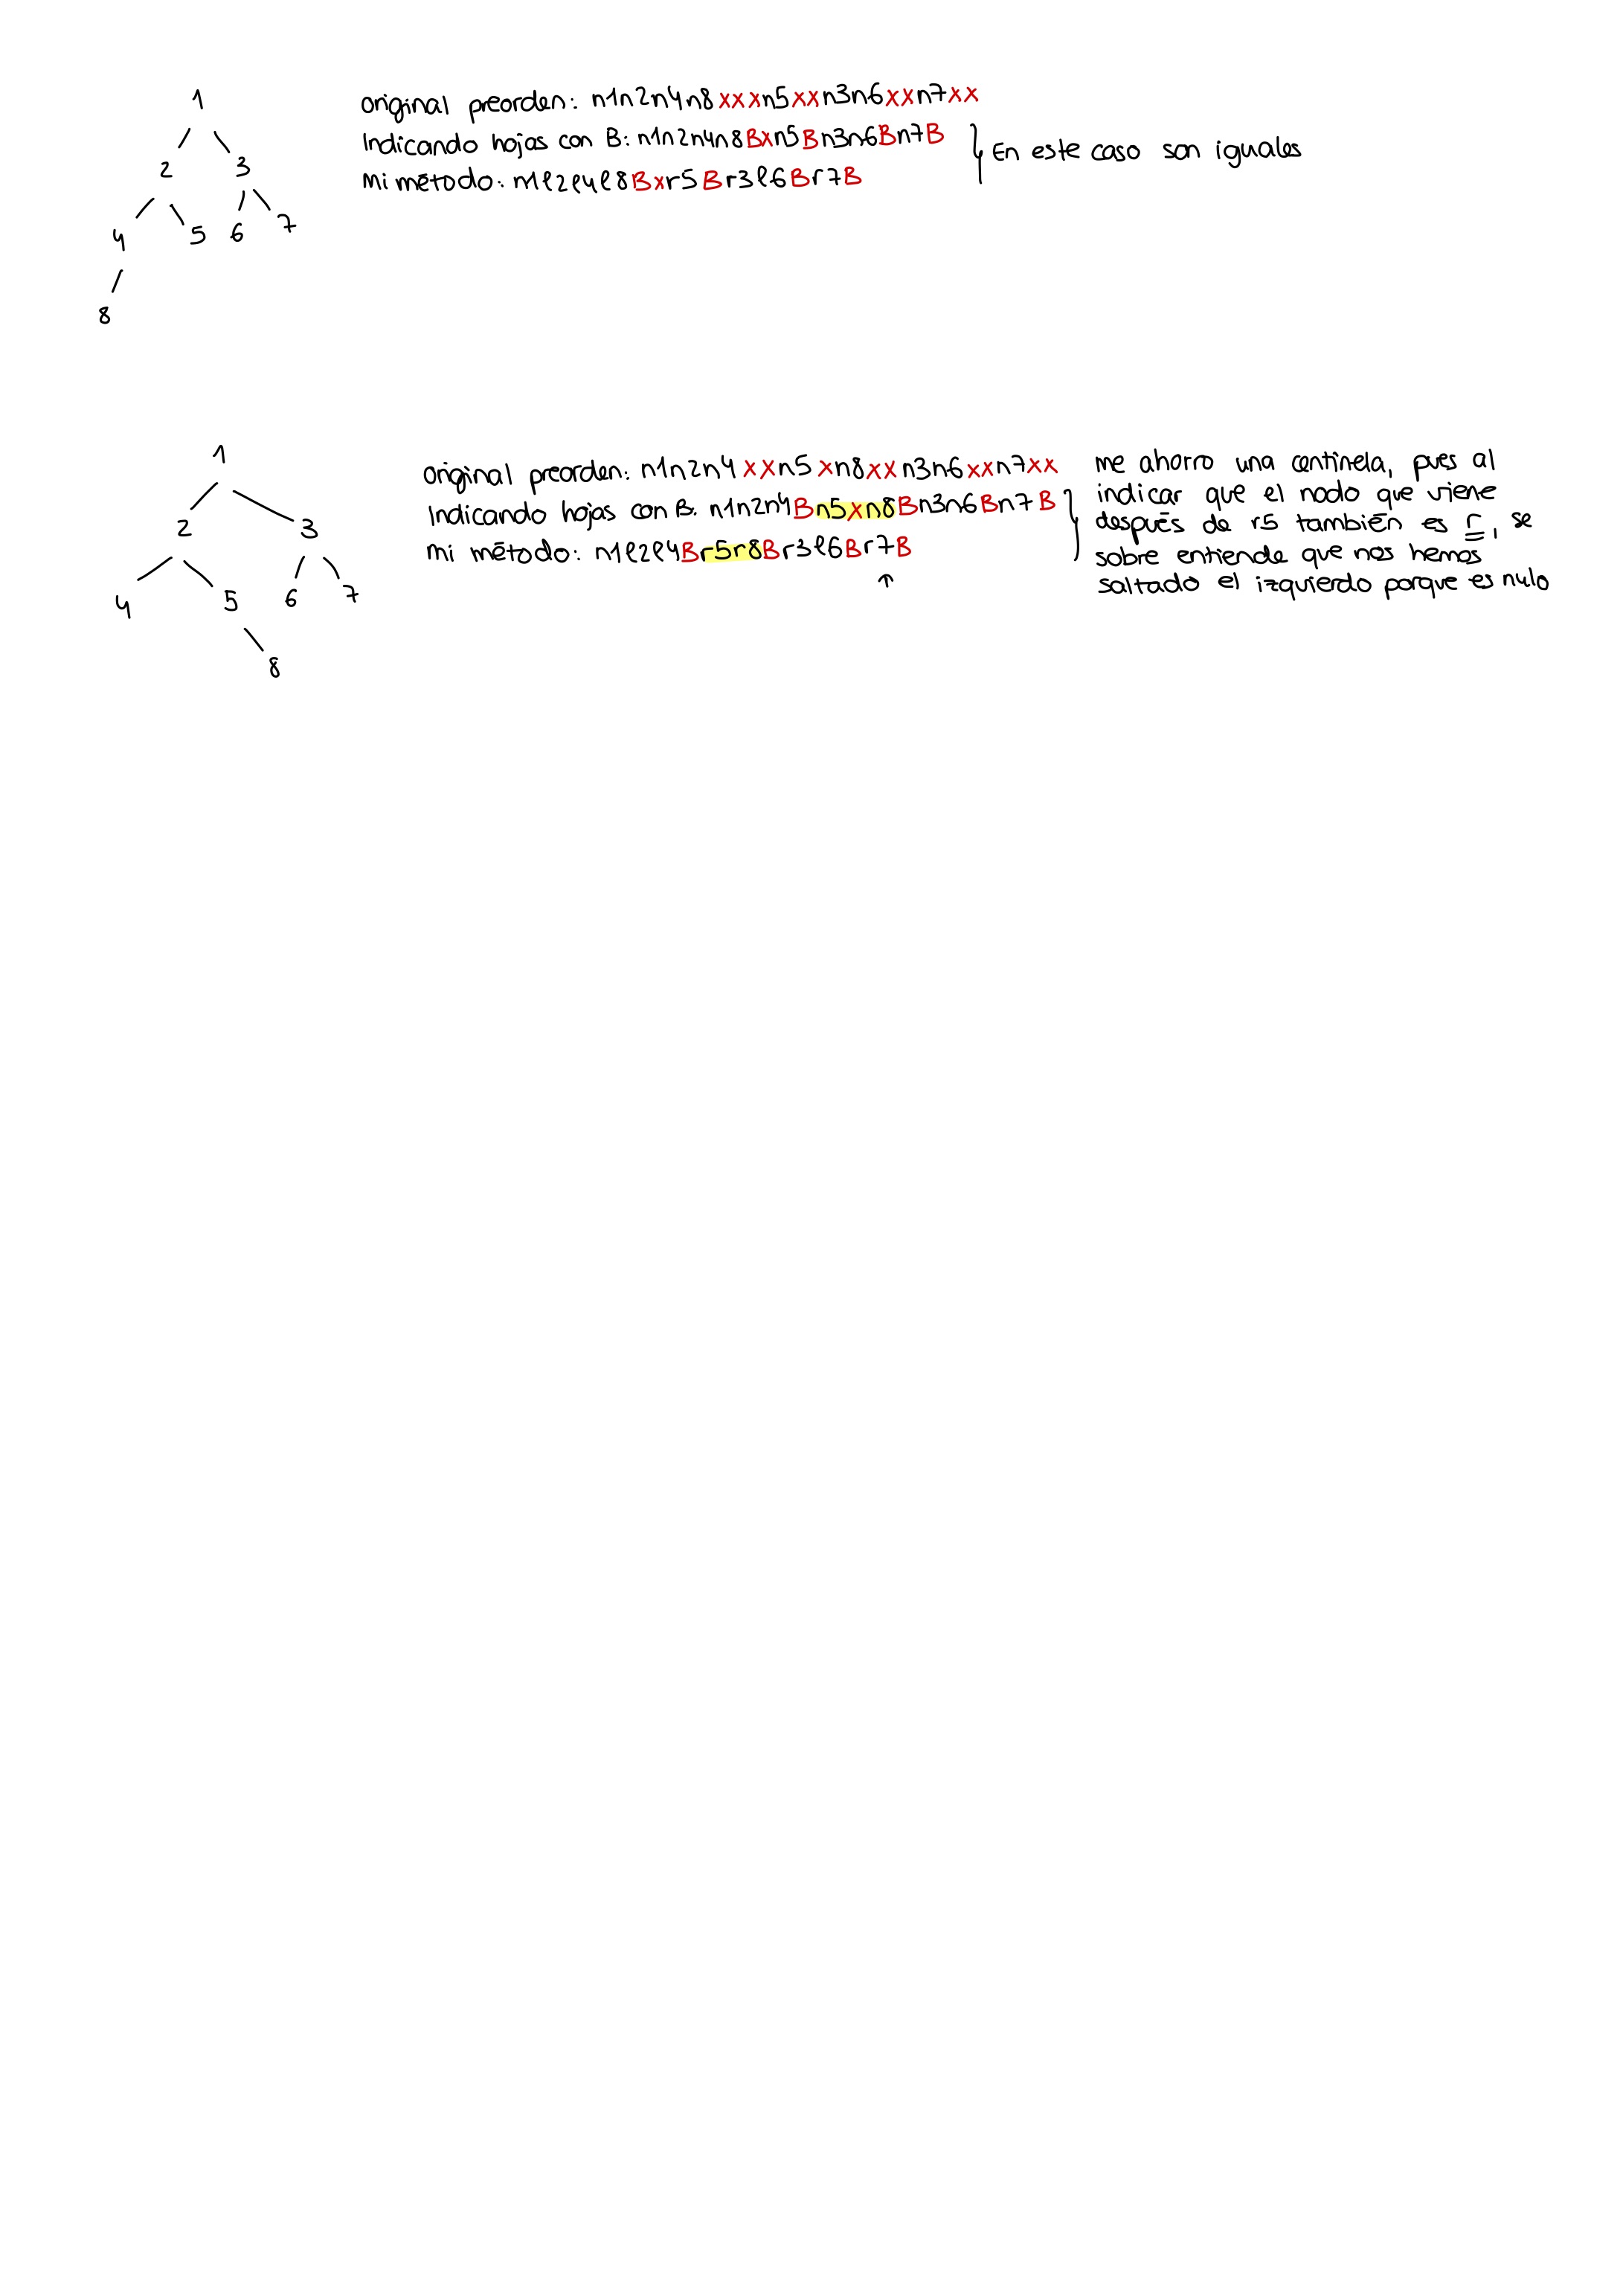 1
2 3
4 5 6 7
8
original preorden: n1n2n4n8xxxn5xxn3n6xxn7xx
Indicando hojas con B: n1n2n4n8Bxn5Bn3n6Bn7B
Mi método: n1l2l4l8Bxr5Br3l6Br7B
En este caso son iguales
1
2 3
4 5 6 7
8
original preorden: n1n2n4xxn5xn8xxn3n6xxn7xx
Indicando hojas con B: n1n2n4Bn5xn8Bn3n6Bn7B
mi método: n1l2l4Br5r8Br3l6Br7B
↑
me ahorro una centinela, pues al
indicar que el nodo que viene
después de r5 también es r, se
sobre entiende que nos hemos
saltado el izquierdo porque es nulo